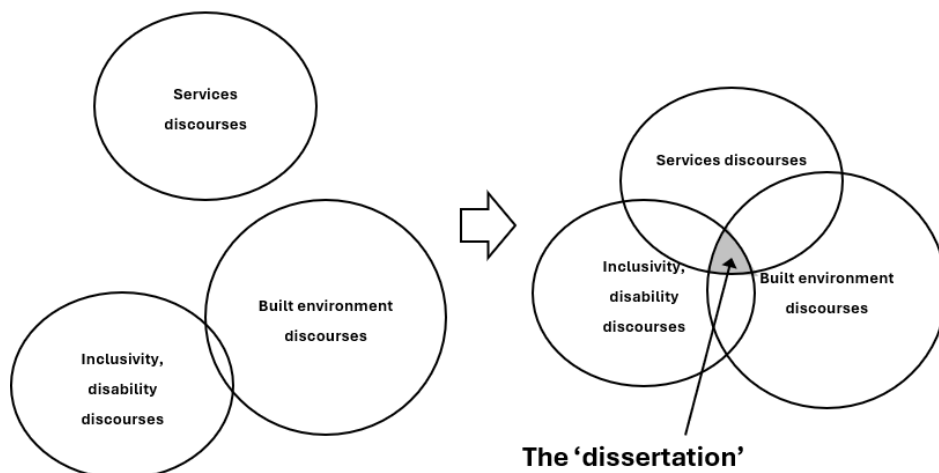 Services
discourses
Built environment
discourses
Inclusivity,
disability
discourses
Services discourses
Inclusivity,
disability
discourses
Built environment
discourses
The ‘dissertation’